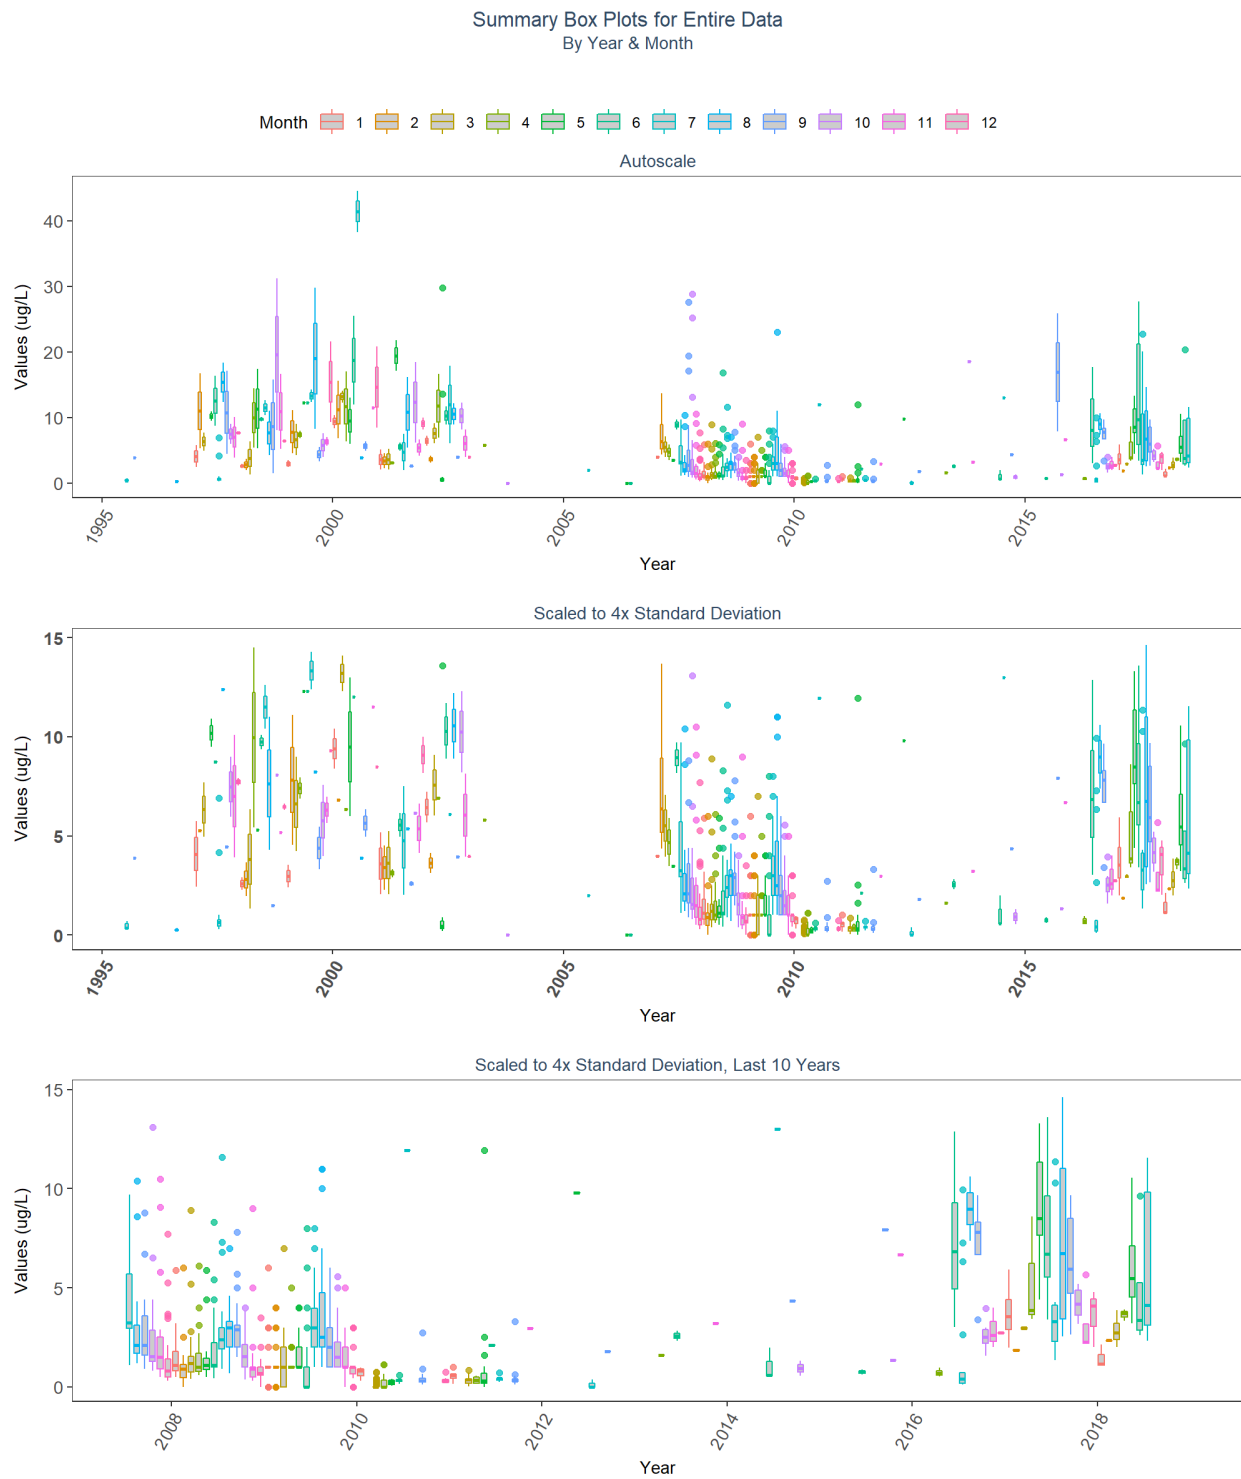 Summary Box Plots for Entire Data
By Year & Month
Month 1 2 3 4 5 6 7 8 9 10 11 12
Autoscale
Values (ug/L)
40
30
20
10
0
1995 2000 2005 2010 2015
Year
Scaled to 4x Standard Deviation
Values (ug/L)
15
10
5
0
1995 2000 2005 2010 2015
Year
Scaled to 4x Standard Deviation, Last 10 Years
Values (ug/L)
15
10
5
0
2008 2010 2012 2014 2016 2018
Year